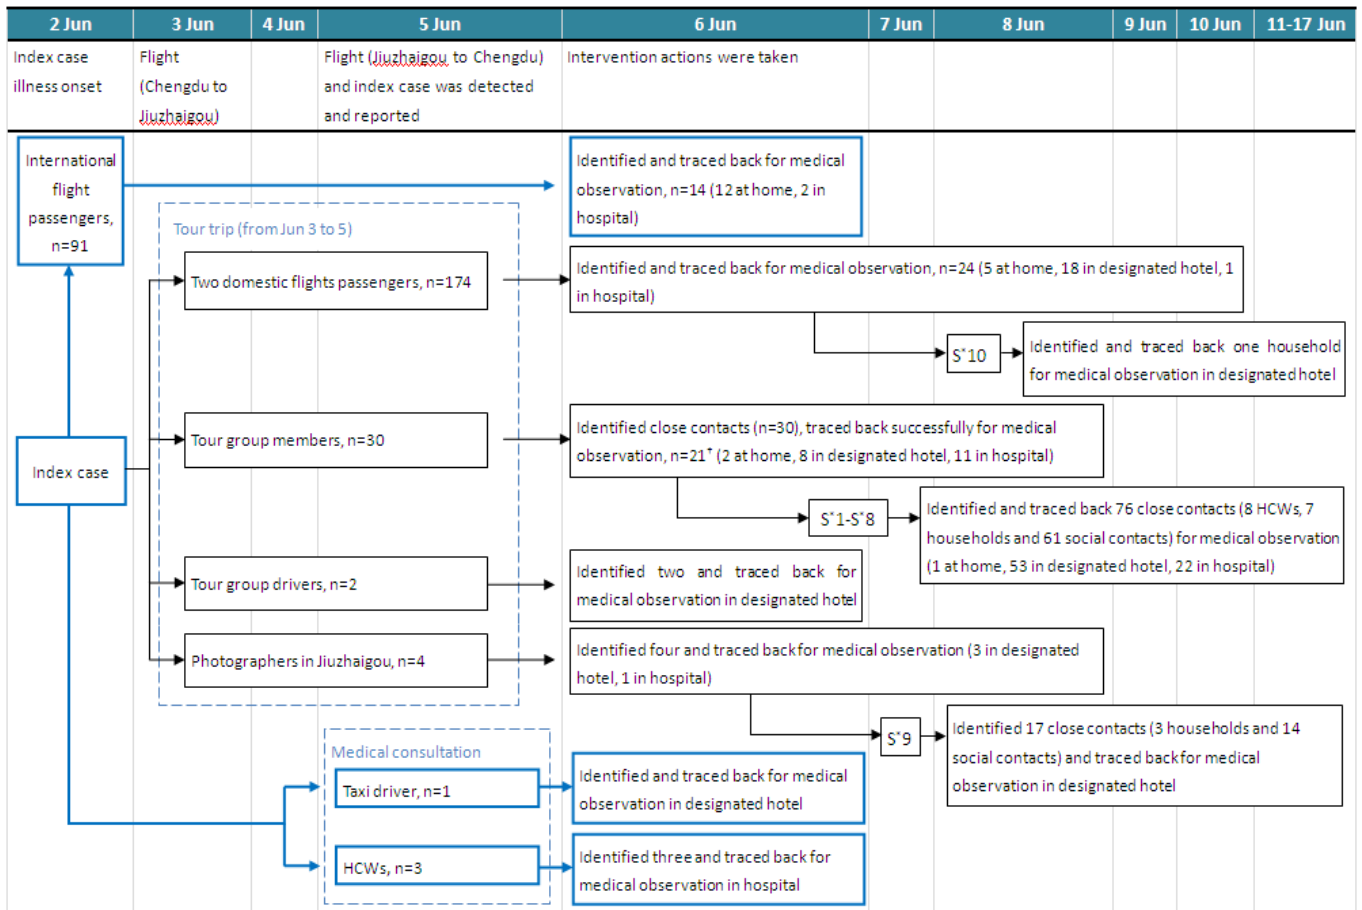 2 Jun
3 Jun
4 Jun
5 Jun
6 Jun
7 Jun
8 Jun
9 Jun
10 Jun
11-17 Jun
Index case
illness onset
Flight
(Chengdu to
Jiuzhaigou)
Flight (Jiuzhaigou to Chengdu)
and index case was detected
and reported
Intervention actions were taken
International
flight
passengers,
n=91
Identified and traced back for medical
observation, n=14 (12 at home, 2 in
hospital)
Tour trip (from Jun 3 to 5)
Two domestic flights passengers, n=174
Identified and traced back for medical observation, n=24 (5 at home, 18 in designated hotel, 1
in hospital)
S*10
Identified and traced back one household
for medical observation in designated hotel
Tour group members, n=30
Identified close contacts (n=30), traced back successfully for medical
observation, n=21† (2 at home, 8 in designated hotel, 11 in hospital)
Index case
S*1-S*8
Identified and traced back 76 close contacts (8 HCWs, 7
households and 61 social contacts) for medical observation
(1 at home, 53 in designated hotel, 22 in hospital)
Tour group drivers, n=2
Identified two and traced back for
medical observation in designated hotel
Photographers in Jiuzhaigou, n=4
Identified four and traced back for medical observation (3 in designated
hotel, 1 in hospital)
S*9
Identified 17 close contacts (3 households and 14
social contacts) and traced back for medical
observation in designated hotel
Medical consultation
Taxi driver, n=1
Identified and traced back for medical
observation in designated hotel
HCWs, n=3
Identified three and traced back for
medical observation in hospital